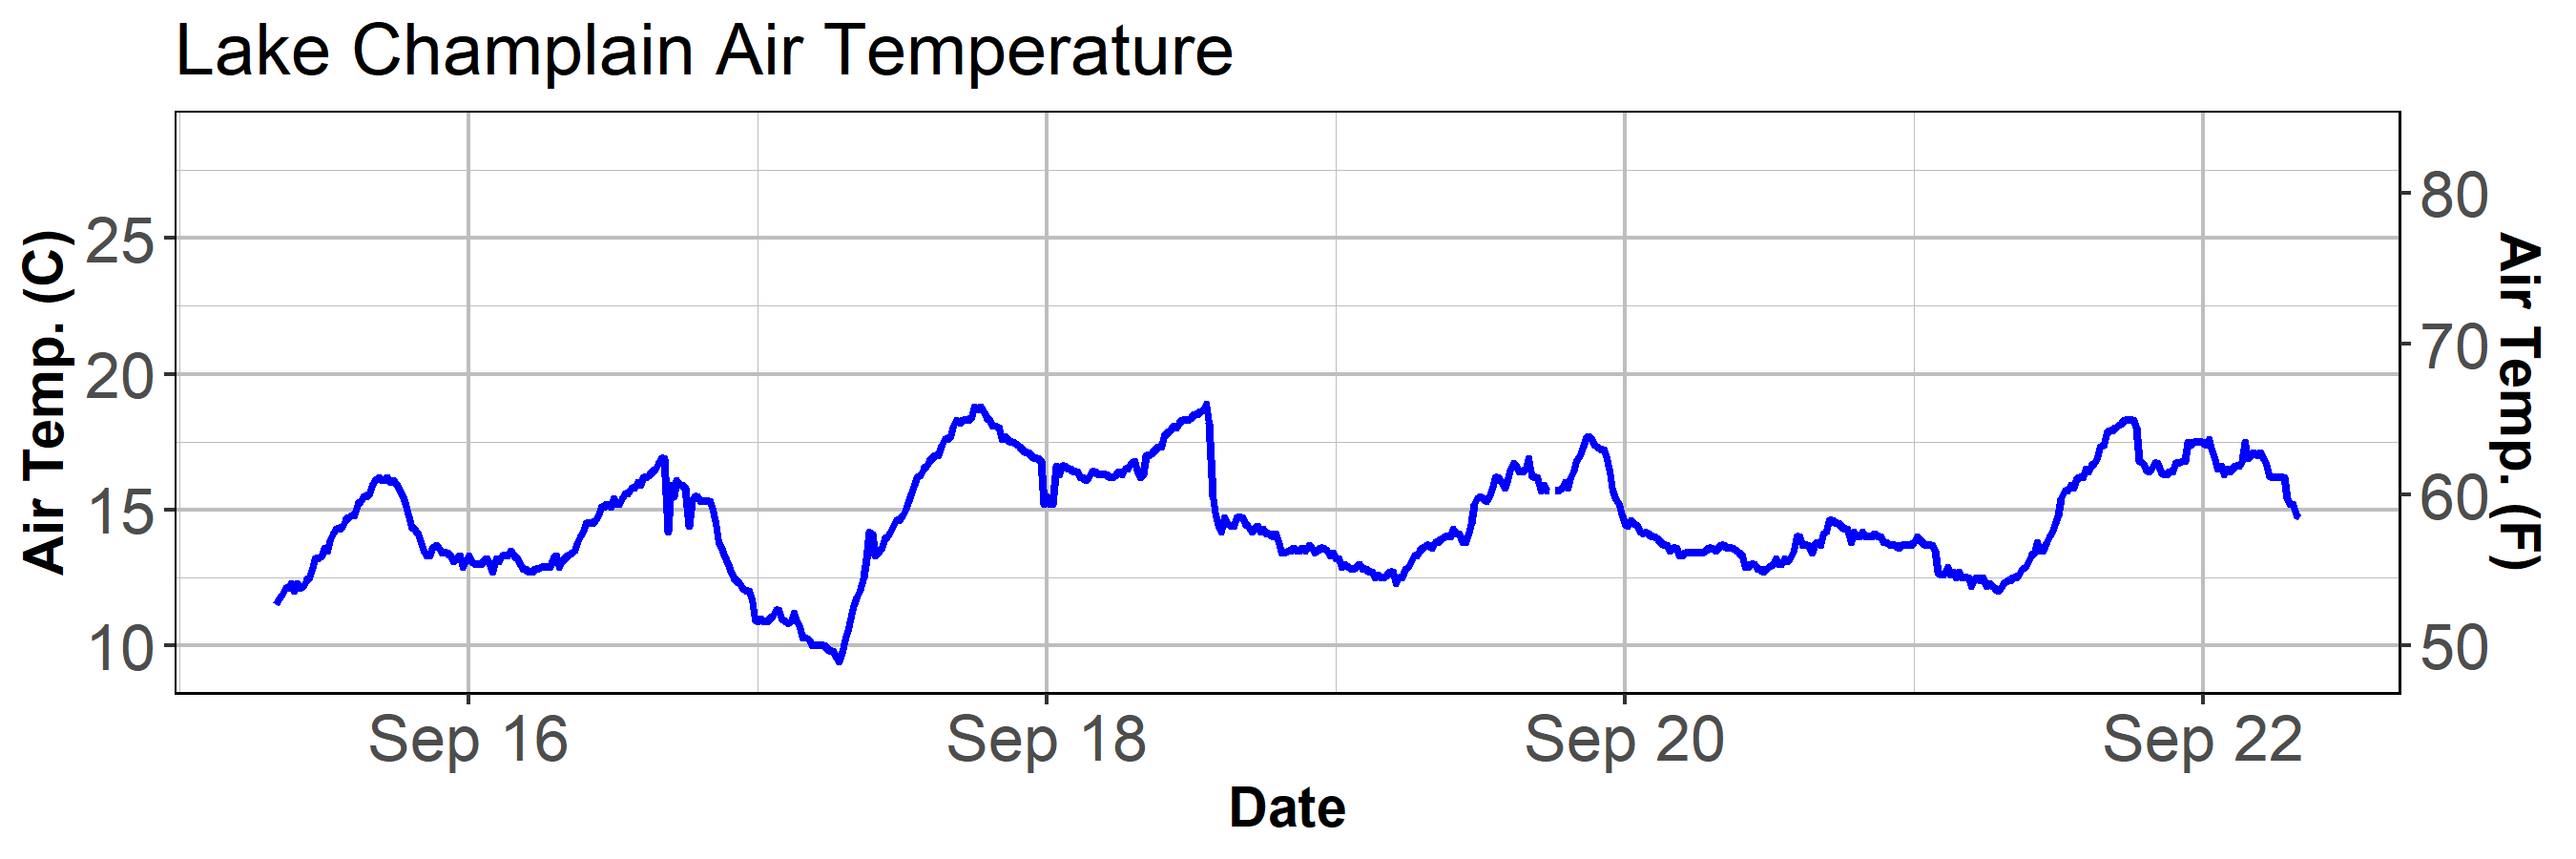 Lake Champlain Air Temperature
Air Temp. (C)
25
20
15
10
80
70
60
50
Air Temp. (F)
Sep 16
Sep 18
Sep 20
Sep 22
Date